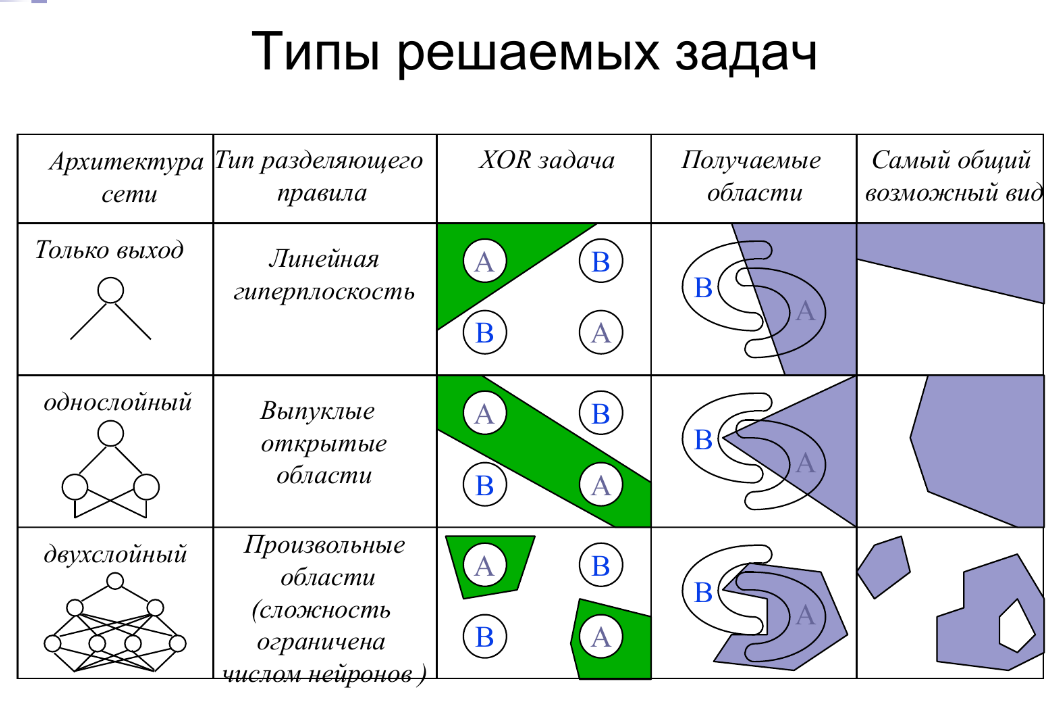 Типы решаемых задач
Архитектура
сети
Тип разделяющего
правила
XOR задача
Получаемые
области
Самый общий
возможный вид
Только выход
Линейная
гиперплоскость
A
B
B
A
B
A
однослойный
Выпуклые
открытые
области
A
B
B
A
B
A
двухслойный
Произвольные
области
(сложность
ограничена
числом нейронов )
A
B
B
A
B
A